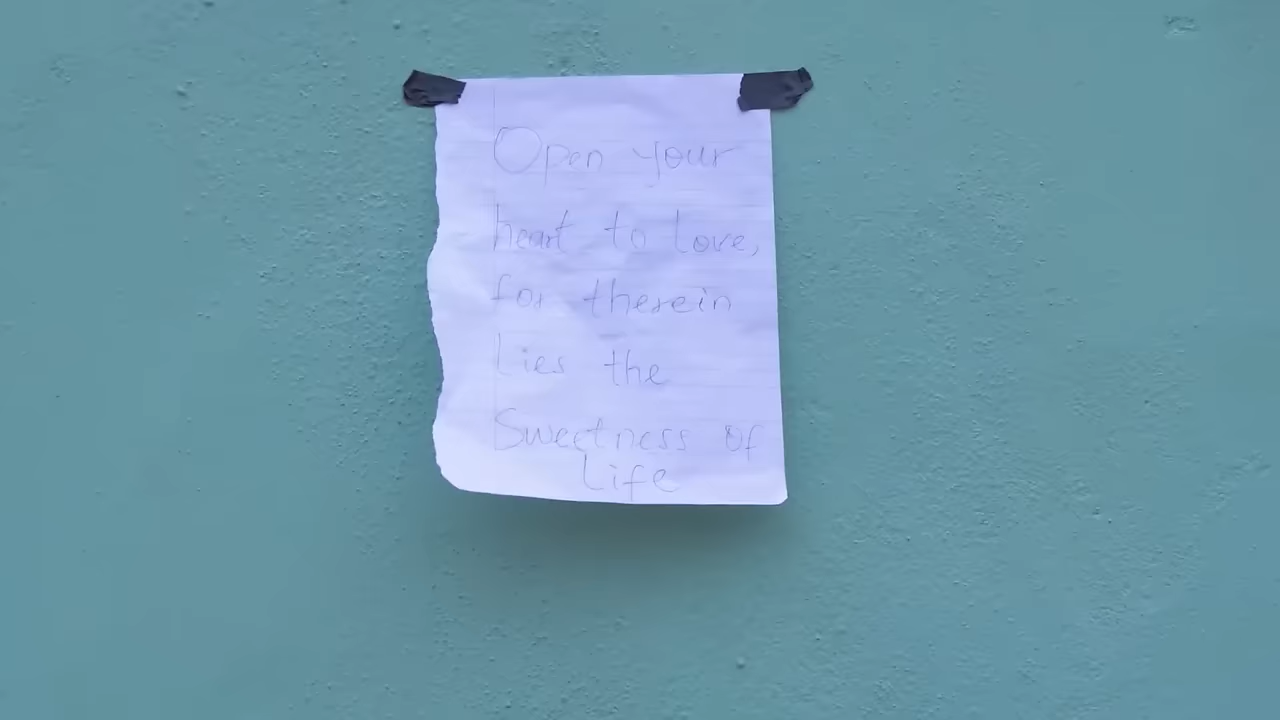 Open your
heart to love,
for therein
lies the
Sweetness of
life